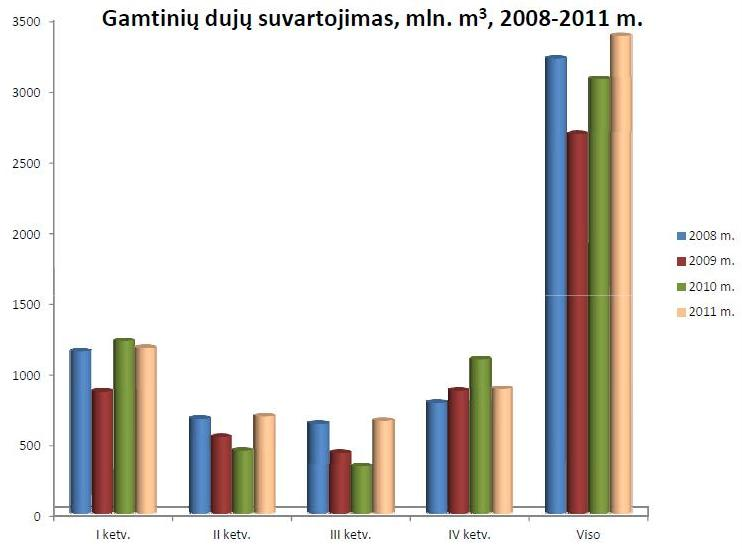 Gamtinių dujų suvartojimas, mln. m³, 2008-2011 m.
3500
3000
2500
2000
1500
1000
500
0
I ketv.
II ketv.
III ketv.
IV ketv.
Viso
2008 m.
2009 m.
2010 m.
2011 m.